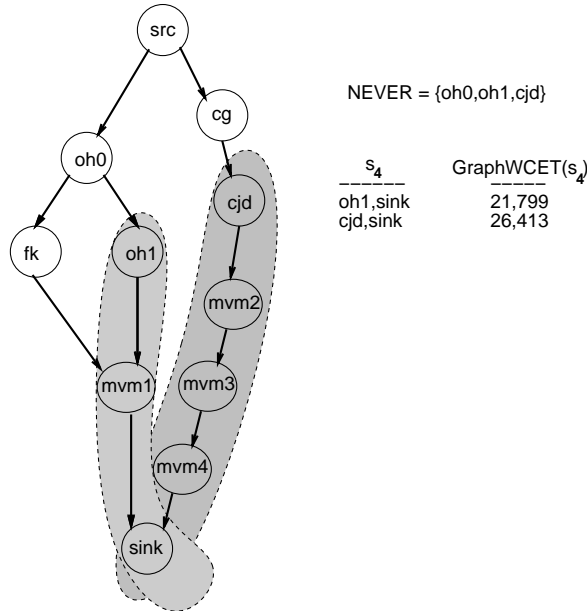 src
cg
NEVER = {oh0,oh1,cjd}
oh0
s4 GraphWCET(s4)
------ -----
oh1,sink 21,799
cjd,sink 26,413
cjd
fk
oh1
mvm2
mvm1
mvm3
mvm4
sink